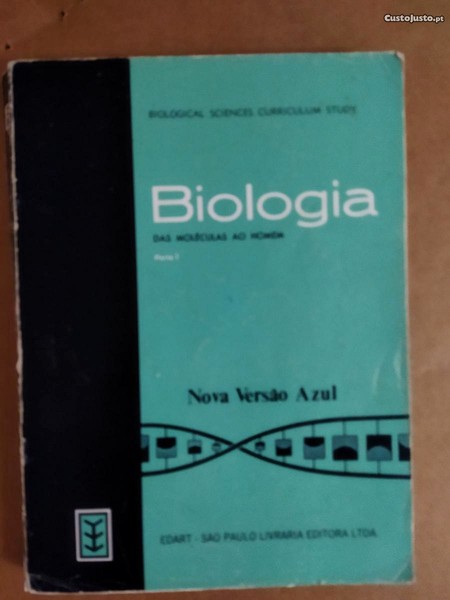 CustoJusto.pt
BIOLOGICAL SCIENCES CURRICULUM STUDY
Biologia
DAS MOLÉCULAS AO HOMEM
Parte I
Nova Versão Azul
EDART - SÃO PAULO LIVRARIA EDITORA LTDA.